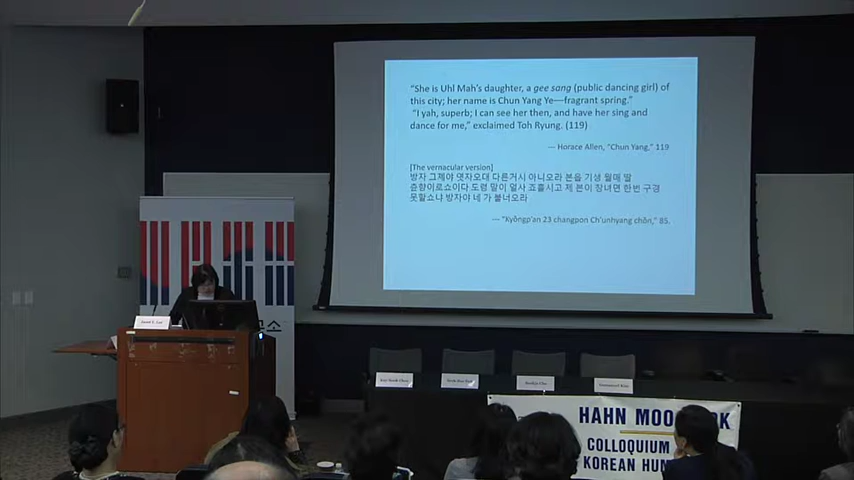 “She is Uhl Mah's daughter, a gee sang (public dancing girl) of
this city; her name is Chun Yang Ye—fragrant spring.”
“I yah, superb; I can see her then, and have her sing and
dance for me,” exclaimed Toh Ryung. (119)
— Horace Allen, “Chun Yang,” 119
[The vernacular version]
방자 그제야 엿자오대 다른거시 아니오라 본읍 기생 월매 딸
츈향이로쇼이다 도령 말이 얼사 죠흘시고 제 본이 창녀면 한번 구경
못할쇼냐 방자야 네 가 불너오라
— “Kyŏngp'an 23 changpon Ch'unhyang chŏn,” 85.
소
HAHN MOO
COLLOQUIUM
KOREAN HUM